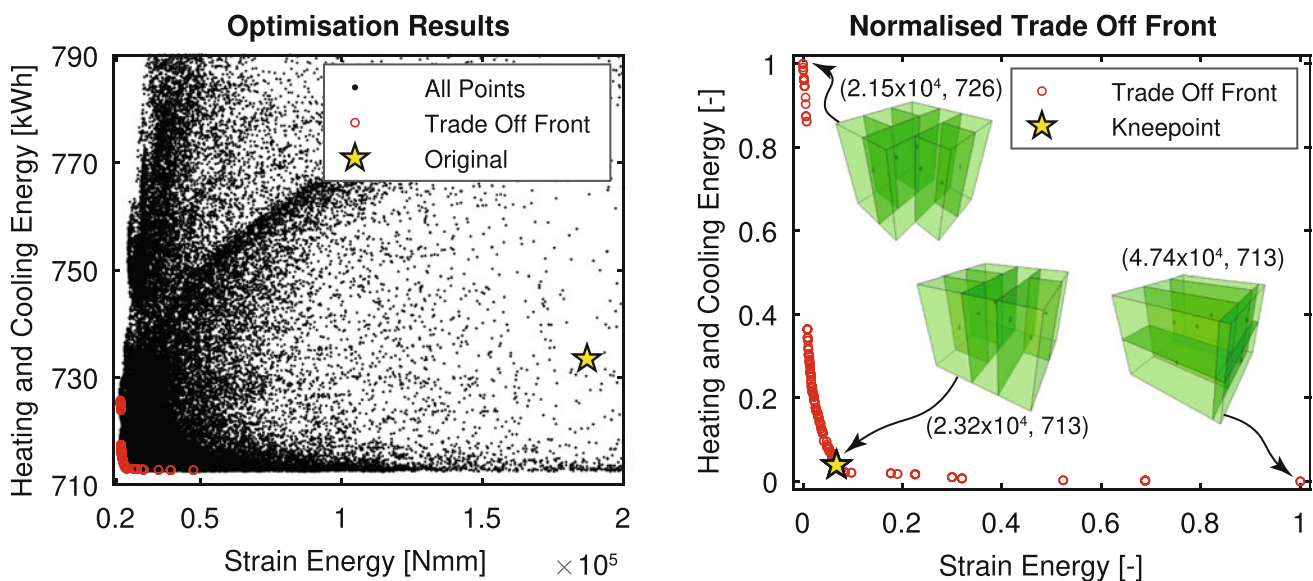 Optimisation Results
Heating and Cooling Energy [kWh]
790
770
750
730
710
All Points
Trade Off Front
Original
0.2
0.5
1
1.5
2
Strain Energy [Nmm]
× 10⁵
Normalised Trade Off Front
Heating and Cooling Energy [-]
1
0.8
0.6
0.4
0.2
0
(2.15x10⁴, 726)
Trade Off Front
Kneepoint
(4.74x10⁴, 713)
(2.32x10⁴, 713)
0
0.2
0.4
0.6
0.8
1
Strain Energy [-]